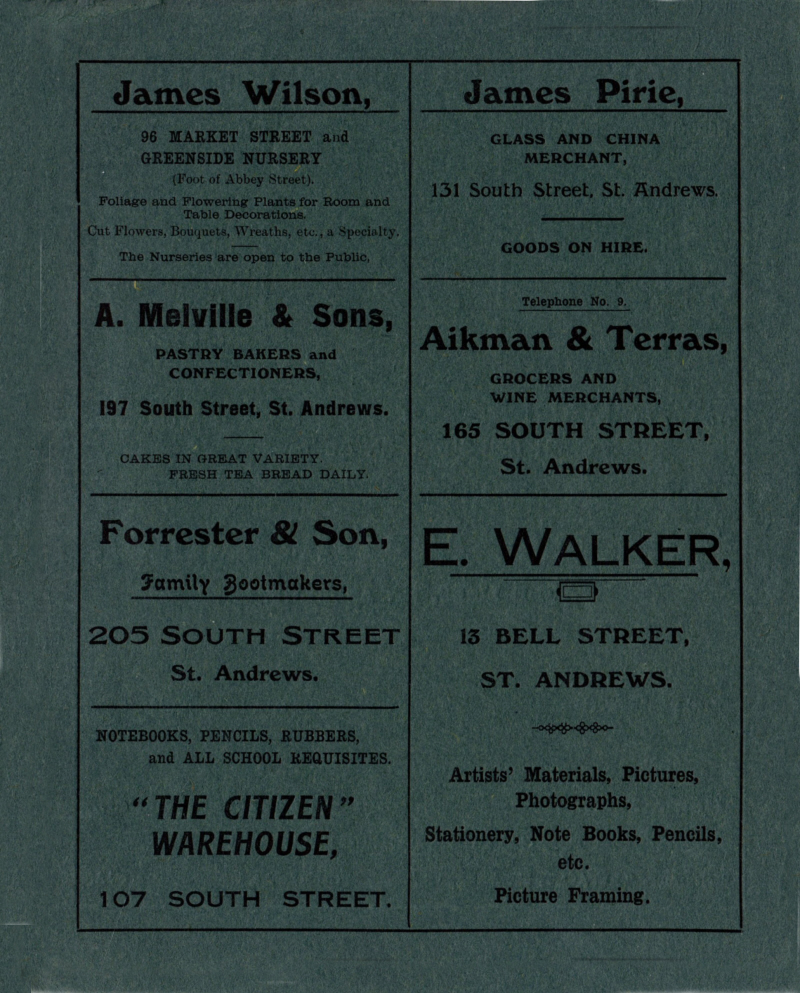 James Wilson,
96 MARKET STREET and
GREENSIDE NURSERY
(Foot of Abbey Street).
Foliage and Flowering Plants for Room and
Table Decorations.
Cut Flowers, Bouquets, Wreaths, etc., a Specialty.
The Nurseries are open to the Public,
A. Melville & Sons,
PASTRY BAKERS and
CONFECTIONERS,
197 South Street, St. Andrews.
CAKES IN GREAT VARIETY.
FRESH TEA BREAD DAILY.
Forrester & Son,
Family Bootmakers,
205 SOUTH STREET
St. Andrews.
NOTEBOOKS, PENCILS, RUBBERS,
and ALL SCHOOL REQUISITES.
"THE CITIZEN"
WAREHOUSE,
107 SOUTH STREET.
James Pirie,
GLASS AND CHINA
MERCHANT,
131 South Street, St. Andrews.
GOODS ON HIRE.
Telephone No. 9.
Aikman & Terras,
GROCERS AND
WINE MERCHANTS,
165 SOUTH STREET,
St. Andrews.
E. WALKER,
13 BELL STREET,
ST. ANDREWS.
Artists' Materials, Pictures,
Photographs,
Stationery, Note Books, Pencils,
etc.
Picture Framing.